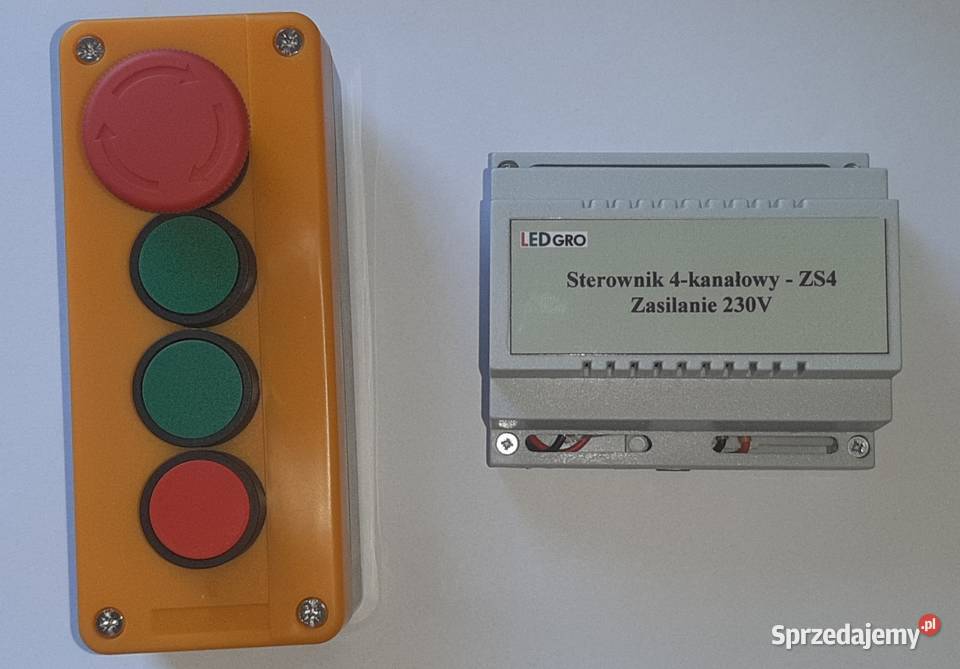 LEDGRO
Sterownik 4-kanałowy - ZS4
Zasilanie 230V
Sprzedajemy.pl